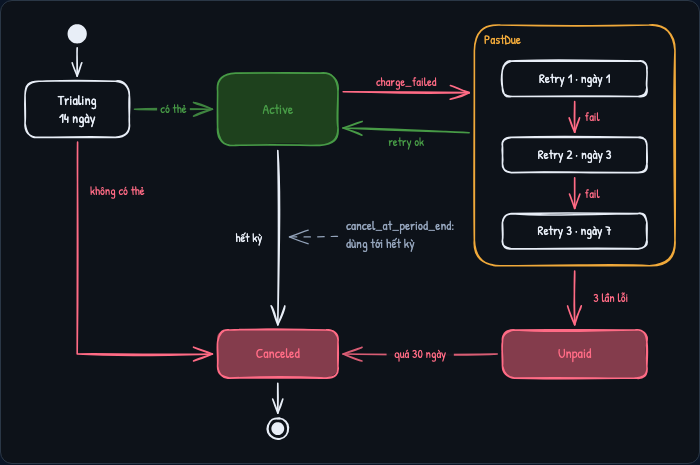 PastDue
Retry 1 · ngày 1
charge_failed
Trialing
14 ngày
có thẻ
Active
fail
retry ok
Retry 2 · ngày 3
không có thẻ
fail
cancel_at_period_end:
dùng tới hết kỳ
hết kỳ
Retry 3 · ngày 7
3 lần lỗi
Canceled
quá 30 ngày
Unpaid